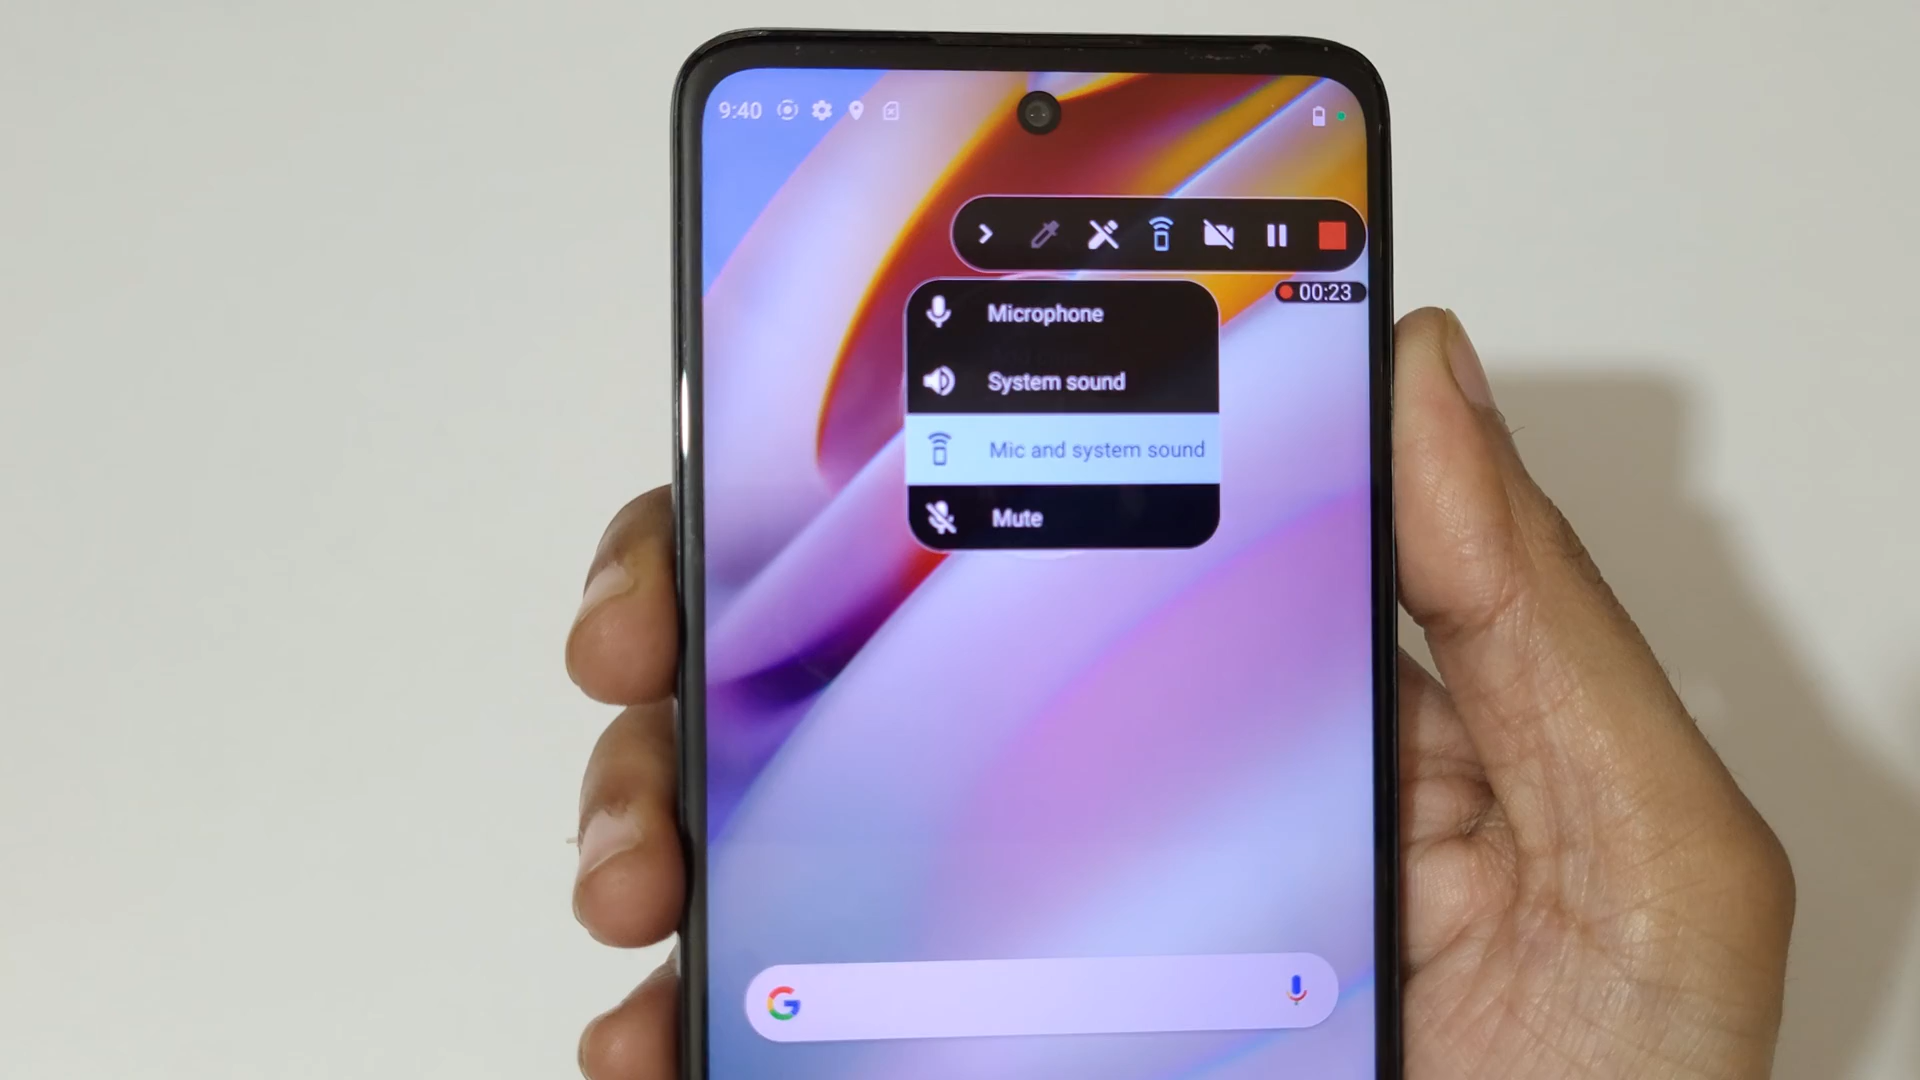 9:40
00:23
Microphone
System sound
Mic and system sound
Mute
G